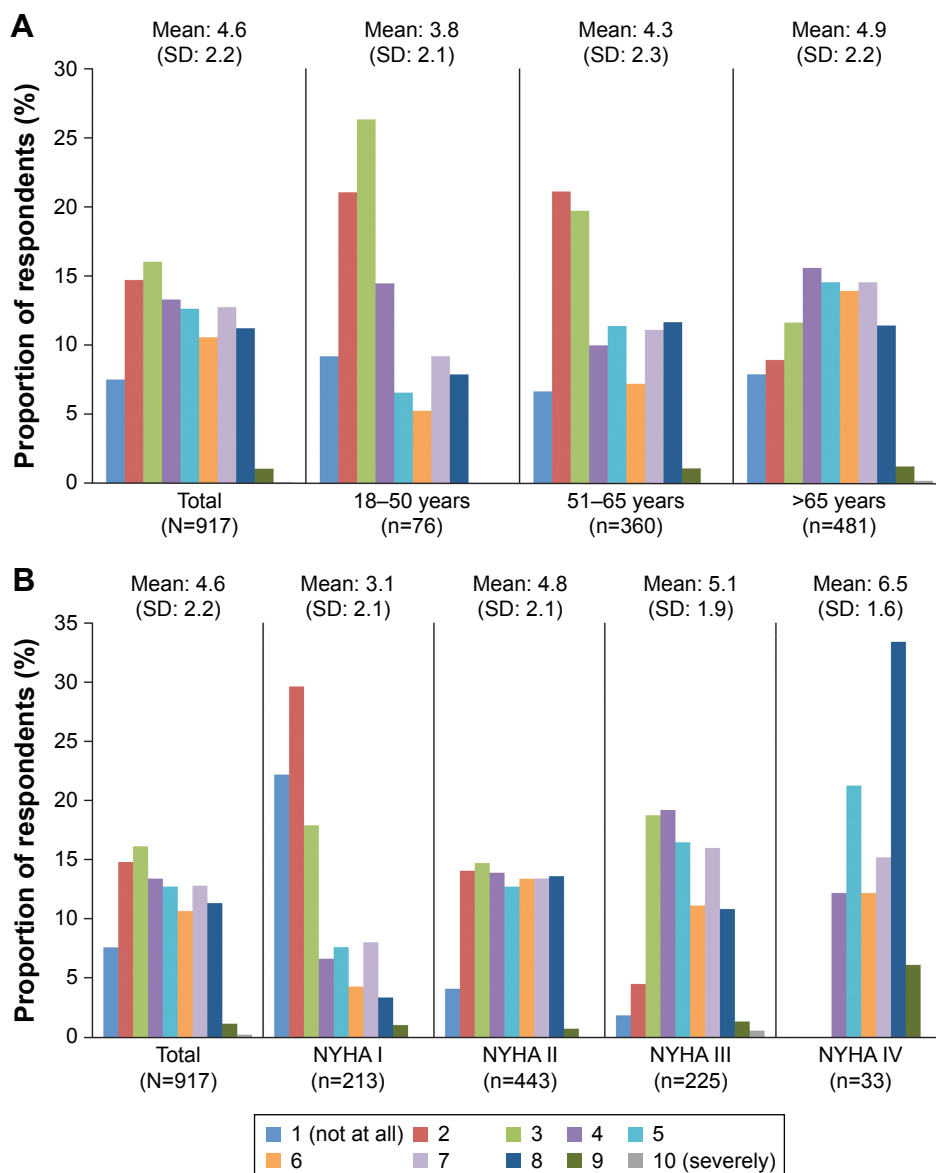 A
Mean: 4.6 Mean: 3.8 Mean: 4.3 Mean: 4.9
(SD: 2.2) (SD: 2.1) (SD: 2.3) (SD: 2.2)
Proportion of respondents (%)
30
25
20
15
10
5
0
Total 18–50 years 51–65 years >65 years
(N=917) (n=76) (n=360) (n=481)
B
Mean: 4.6 Mean: 3.1 Mean: 4.8 Mean: 5.1 Mean: 6.5
(SD: 2.2) (SD: 2.1) (SD: 2.1) (SD: 1.9) (SD: 1.6)
Proportion of respondents (%)
35
30
25
20
15
10
5
0
Total NYHA I NYHA II NYHA III NYHA IV
(N=917) (n=213) (n=443) (n=225) (n=33)
1 (not at all) 2 3 4 5
6 7 8 9 10 (severely)